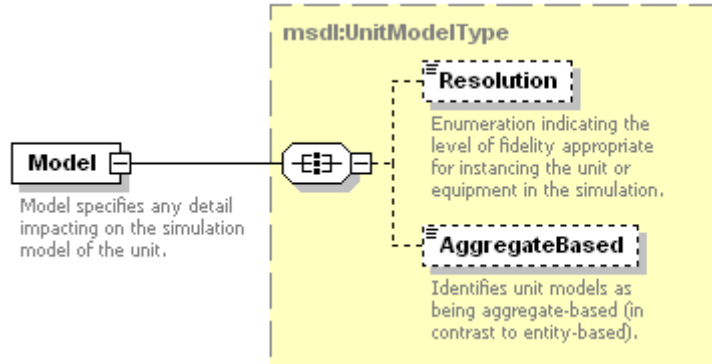 msdl:UnitModelType
Resolution
Enumeration indicating the
level of fidelity appropriate
for instancing the unit or
equipment in the simulation.
Model
Model specifies any detail
impacting on the simulation
model of the unit.
AggregateBased
Identifies unit models as
being aggregate-based (in
contrast to entity-based).